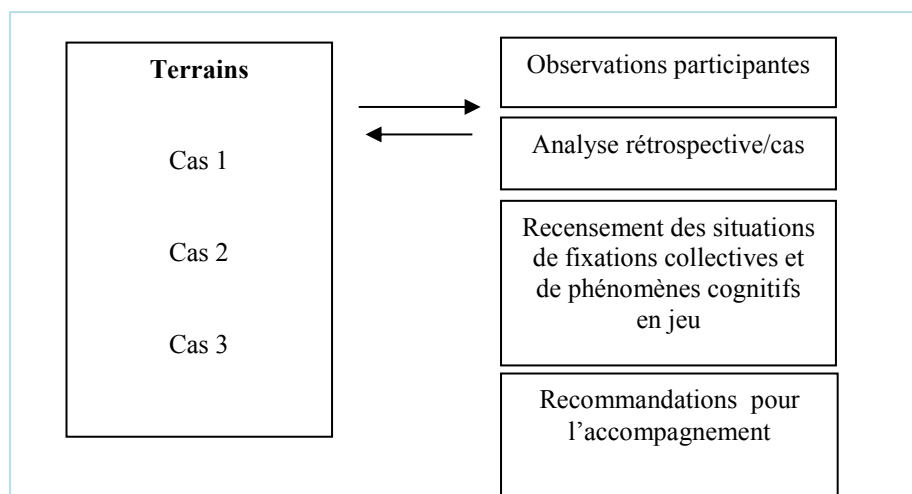 Terrains
Cas 1
Cas 2
Cas 3
Observations participantes
Analyse rétrospective/cas
Recensement des situations
de fixations collectives et
de phénomènes cognitifs
en jeu
Recommandations pour
l’accompagnement